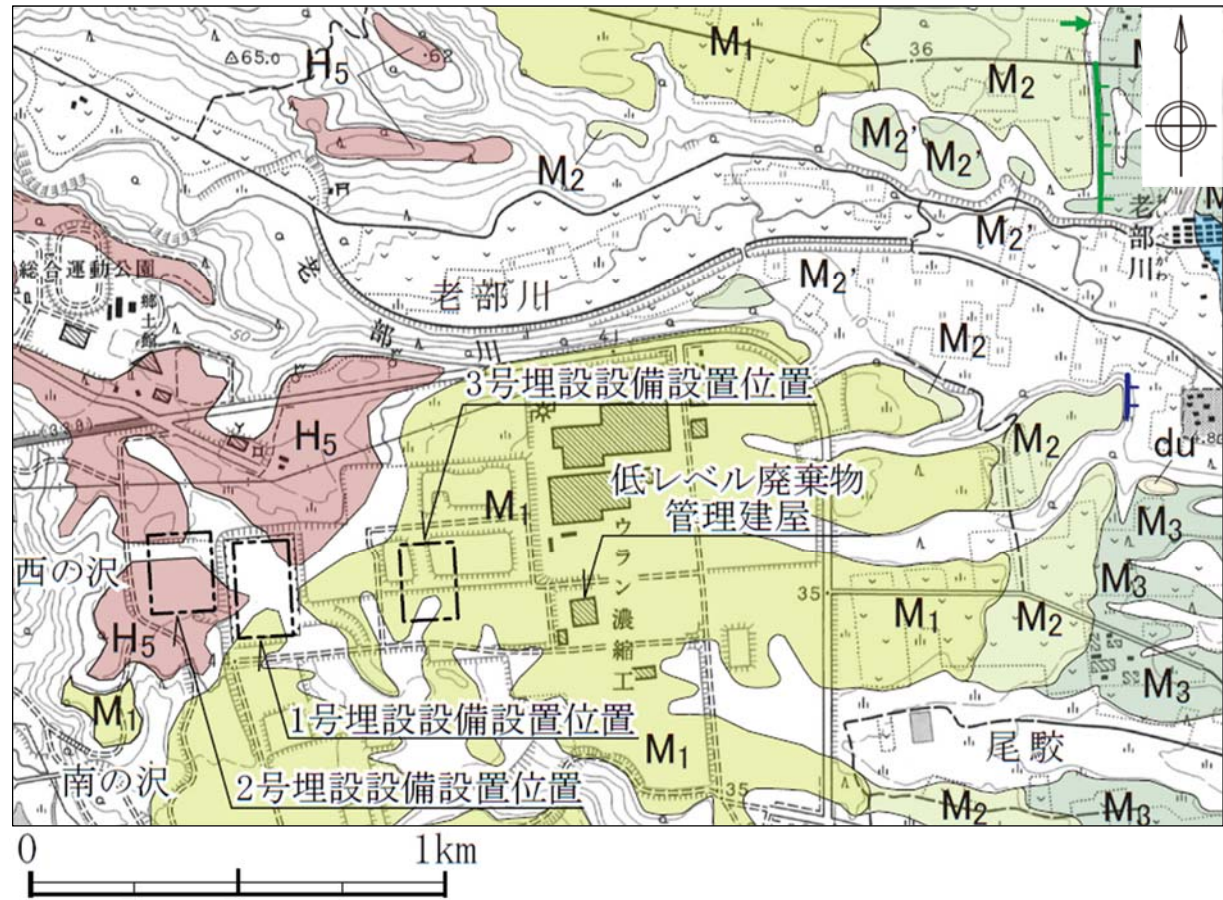 M₁
36
M₂
M
65.0
H₅
62
M₂
M₂'
M₂'
M₂'
老部川
総合運動公園
郷土館
50
老部川
41
老部川
M₂'
10
M₂
3号埋設設備設置位置
H₅
M₁
低レベル廃棄物
管理建屋
ウラン濃縮工
M₂
du
M₃
西の沢
H₅
35
M₁
M₂
M₃
M₃
M₁
1号埋設設備設置位置
M₁
尾駮
南の沢
2号埋設設備設置位置
35
M₂
M₃
0
1km